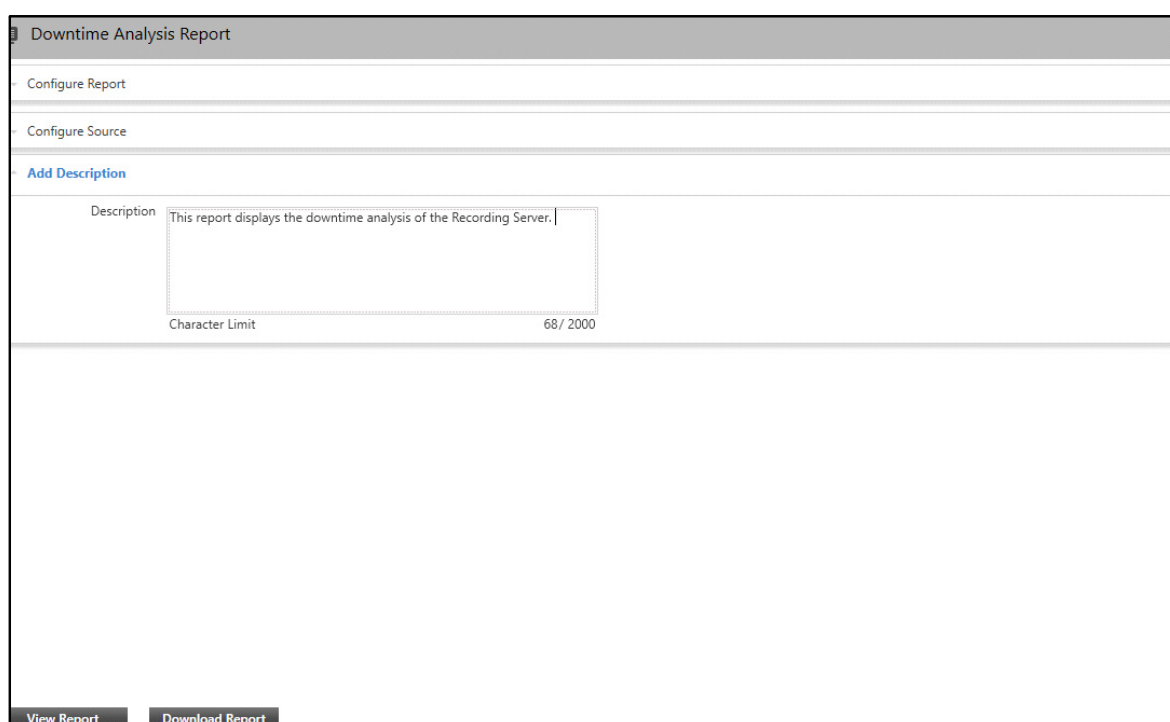 Downtime Analysis Report
Configure Report
Configure Source
Add Description
Description This report displays the downtime analysis of the Recording Server.
Character Limit 68/ 2000
View Report Download Report